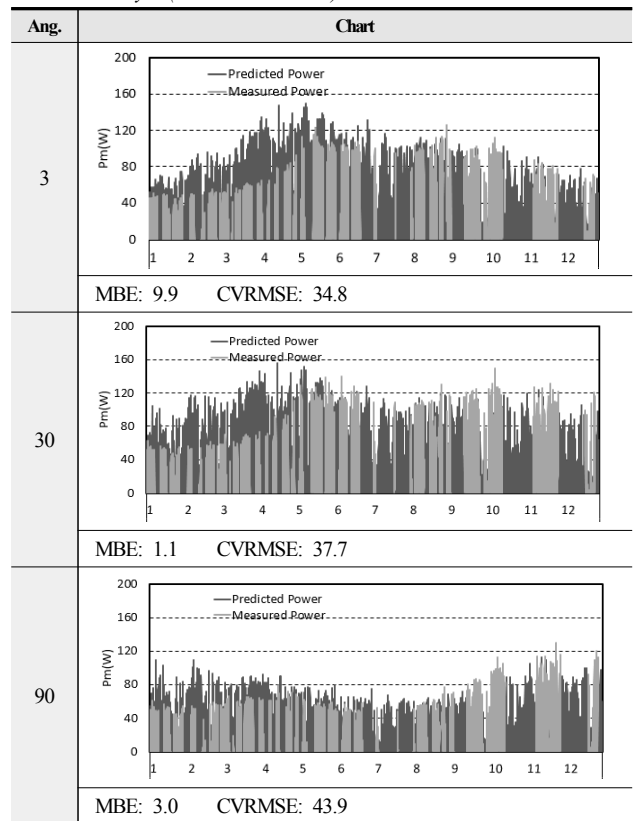 Ang. Chart
3
200
160
120
80
40
0
Pm(W)
Predicted Power
Measured Power
1 2 3 4 5 6 7 8 9 10 11 12
MBE: 9.9 CVRMSE: 34.8
30
200
160
120
80
40
0
Pm(W)
Predicted Power
Measured Power
1 2 3 4 5 6 7 8 9 10 11 12
MBE: 1.1 CVRMSE: 37.7
90
200
160
120
80
40
0
Pm(W)
Predicted Power
Measured Power
1 2 3 4 5 6 7 8 9 10 11 12
MBE: 3.0 CVRMSE: 43.9